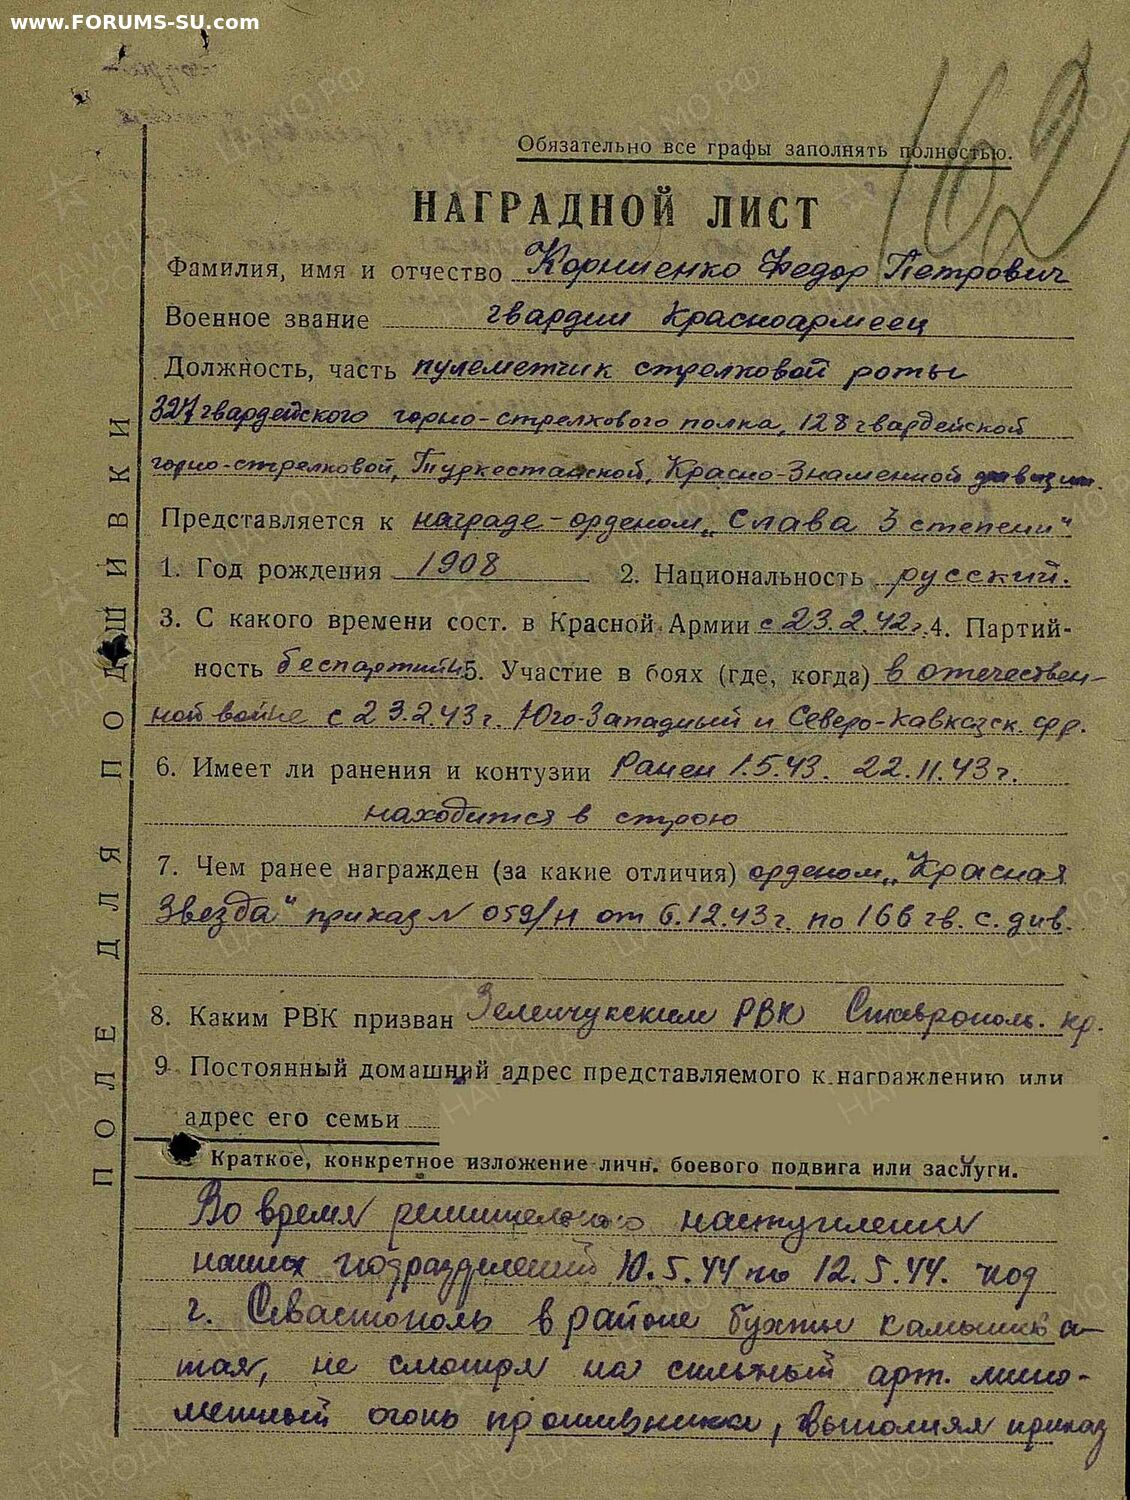 www.FORUMS-SU.com
162
Обязательно все графы заполнять полностью.
НАГРАДНОЙ ЛИСТ
Фамилия, имя и отчество Корниенко Федор Петрович
Военное звание гвардии красноармеец
Должность, часть пулеметчик стрелковой роты
327 гвардейского горно-стрелкового полка, 128 гвардейской
горно-стрелковой, Туркестанской, Красно-Знаменной дивизии.
Представляется к награде - орденом „Слава 3 степени"
1. Год рождения 1908 2. Национальность русский.
3. С какого времени сост. в Красной Армии с 23.2.42г. 4. Партий-
ность беспартийн 5. Участие в боях (где, когда) в отечествен-
ной войне с 23.2.43г. Юго-Западный и Северо-Кавказск. фр.
6. Имеет ли ранения и контузии Ранен 1.5.43. 22.11.43г.
находится в строю
7. Чем ранее награжден (за какие отличия) орденом „Красная
Звезда" приказ N 059/н от 6.12.43г. по 166 гв. с. див.
8. Каким РВК призван Зеленчукским РВК Ставрополь. кр.
9 Постоянный домашний адрес представляемого к награждению или
адрес его семьи
Краткое, конкретное изложение личн. боевого подвига или заслуги.
Во время решительного наступления
наших подразделений 10.5.44 по 12.5.44. под
г. Севастополь в районе бухты камышева-
тая, не смотря на сильный арт. мино-
метный огонь противника, выполняя приказ
ПОЛЕ ДЛЯ ПОДШИВКИ